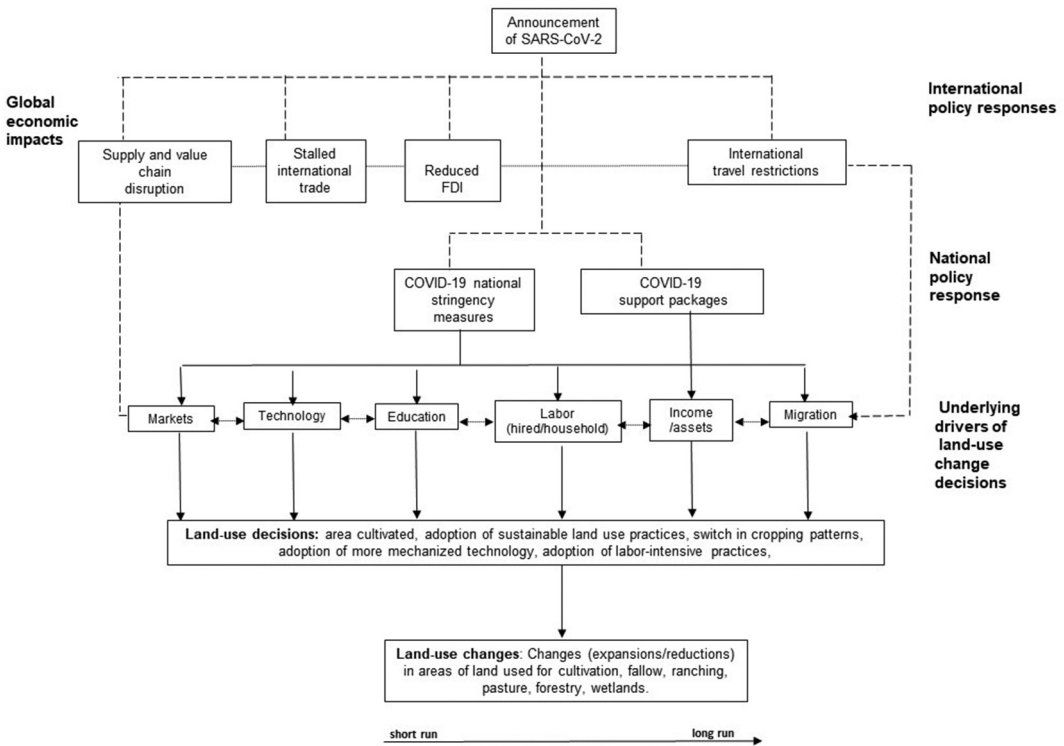 Announcement
of SARS-CoV-2
Global
economic
impacts
International
policy responses
Supply and value
chain
disruption
Stalled
international
trade
Reduced
FDI
International
travel restrictions
National
policy
response
COVID-19 national
stringency
measures
COVID-19
support packages
Markets
Technology
Education
Labor
(hired/household)
Income
/assets
Migration
Underlying
drivers of
land-use
change
decisions
Land-use decisions: area cultivated, adoption of sustainable land use practices, switch in cropping patterns,
adoption of more mechanized technology, adoption of labor-intensive practices,
Land-use changes: Changes (expansions/reductions)
in areas of land used for cultivation, fallow, ranching,
pasture, forestry, wetlands.
short run
long run